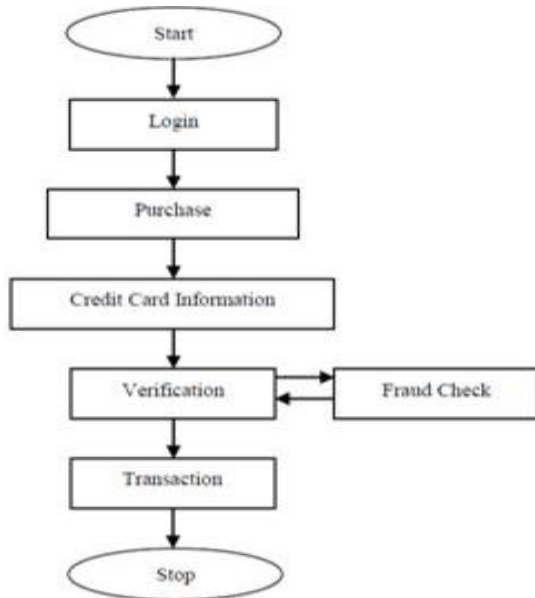 Start
Login
Purchase
Credit Card Information
Verification
Fraud Check
Transaction
Stop